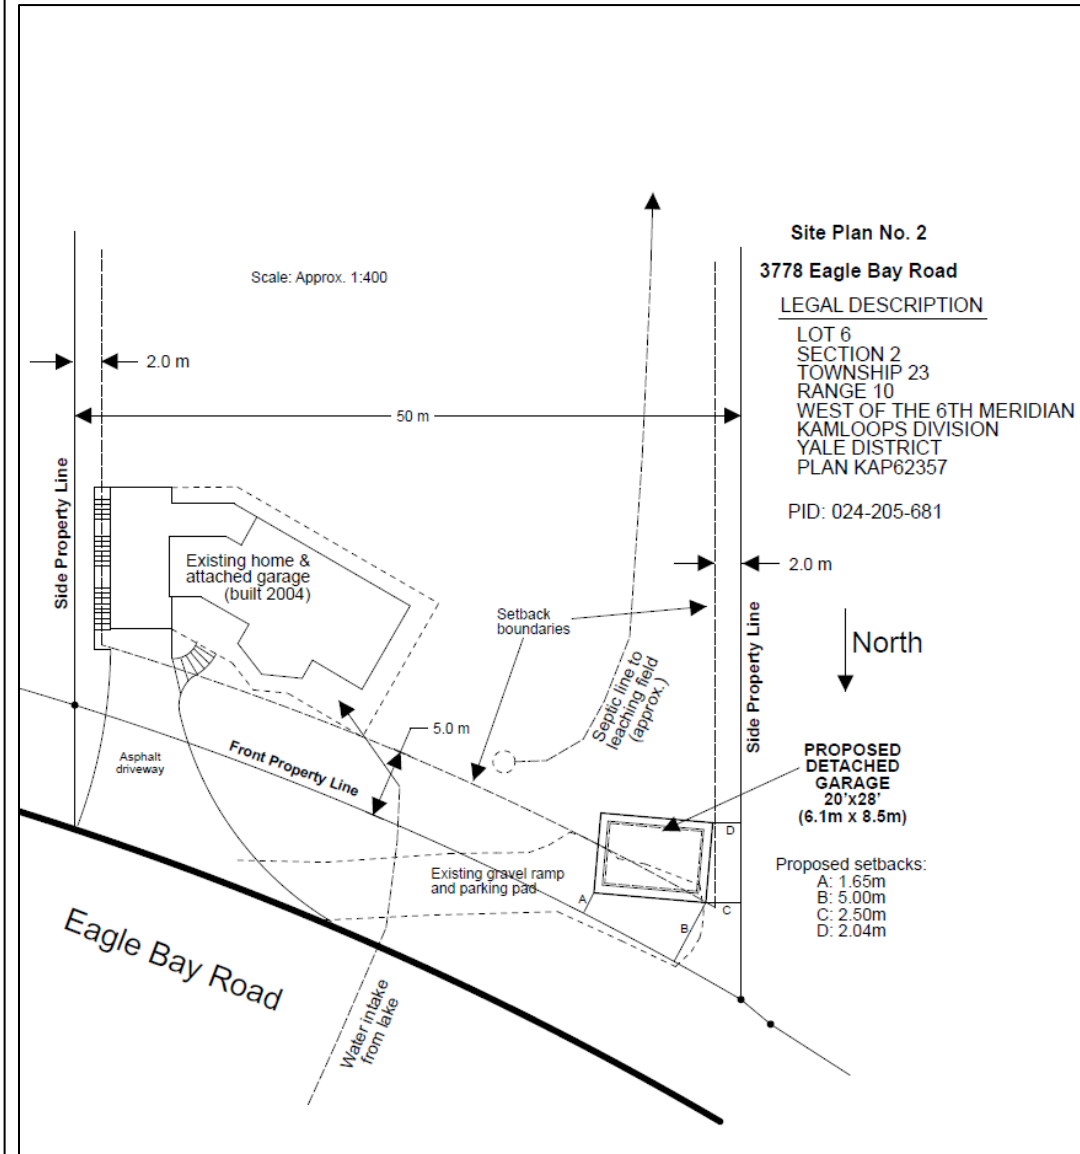 Site Plan No. 2
3778 Eagle Bay Road
LEGAL DESCRIPTION
LOT 6
SECTION 2
TOWNSHIP 23
RANGE 10
WEST OF THE 6TH MERIDIAN
KAMLOOPS DIVISION
YALE DISTRICT
PLAN KAP62357
PID: 024-205-681
Scale: Approx. 1:400
2.0 m
50 m
Side Property Line
Existing home &
attached garage
(built 2004)
Setback
boundaries
2.0 m
Side Property Line
North
Septic line to
leaching field
(approx.)
5.0 m
Front Property Line
Asphalt
driveway
PROPOSED
DETACHED
GARAGE
20'x28'
(6.1m x 8.5m)
D
Existing gravel ramp
and parking pad
A
B
C
Proposed setbacks:
A: 1.65m
B: 5.00m
C: 2.50m
D: 2.04m
Eagle Bay Road
Water intake
from lake